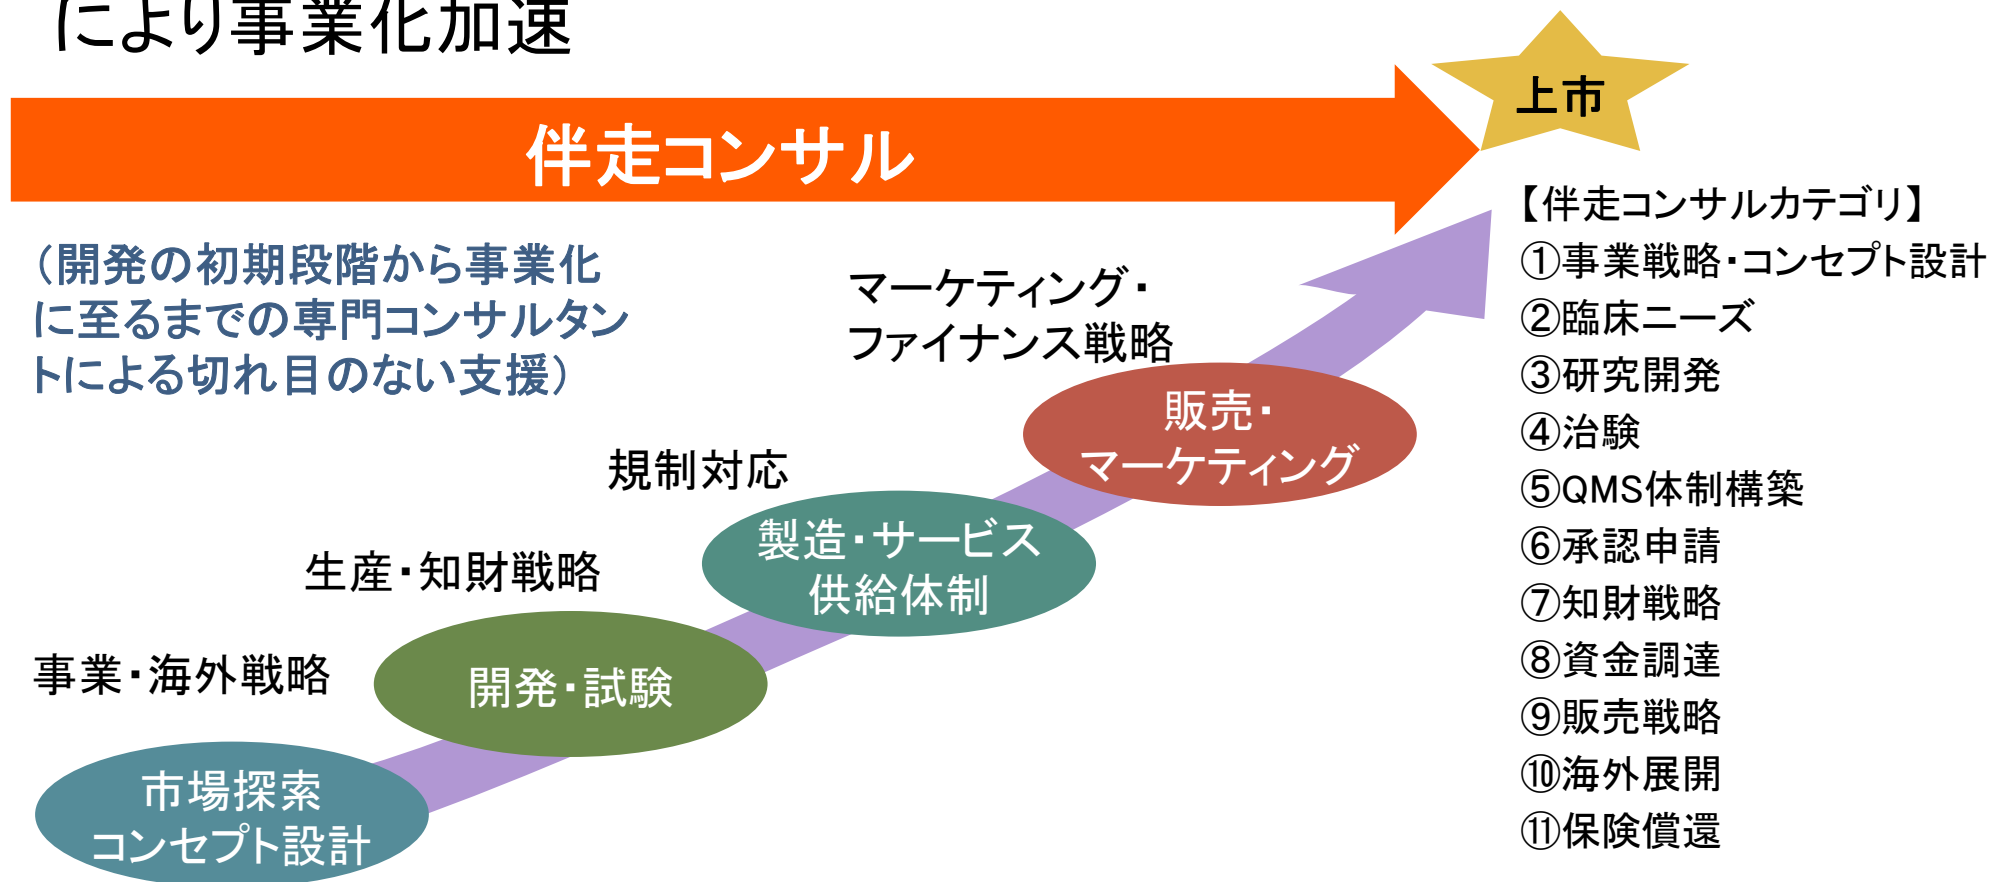 により事業化加速
上市
伴走コンサル
（開発の初期段階から事業化
に至るまでの専門コンサルタン
トによる切れ目のない支援）
マーケティング・
ファイナンス戦略
販売・
マーケティング
規制対応
製造・サービス
供給体制
生産・知財戦略
開発・試験
事業・海外戦略
市場探索
コンセプト設計
【伴走コンサルカテゴリ】
①事業戦略・コンセプト設計
②臨床ニーズ
③研究開発
④治験
⑤QMS体制構築
⑥承認申請
⑦知財戦略
⑧資金調達
⑨販売戦略
⑩海外展開
⑪保険償還